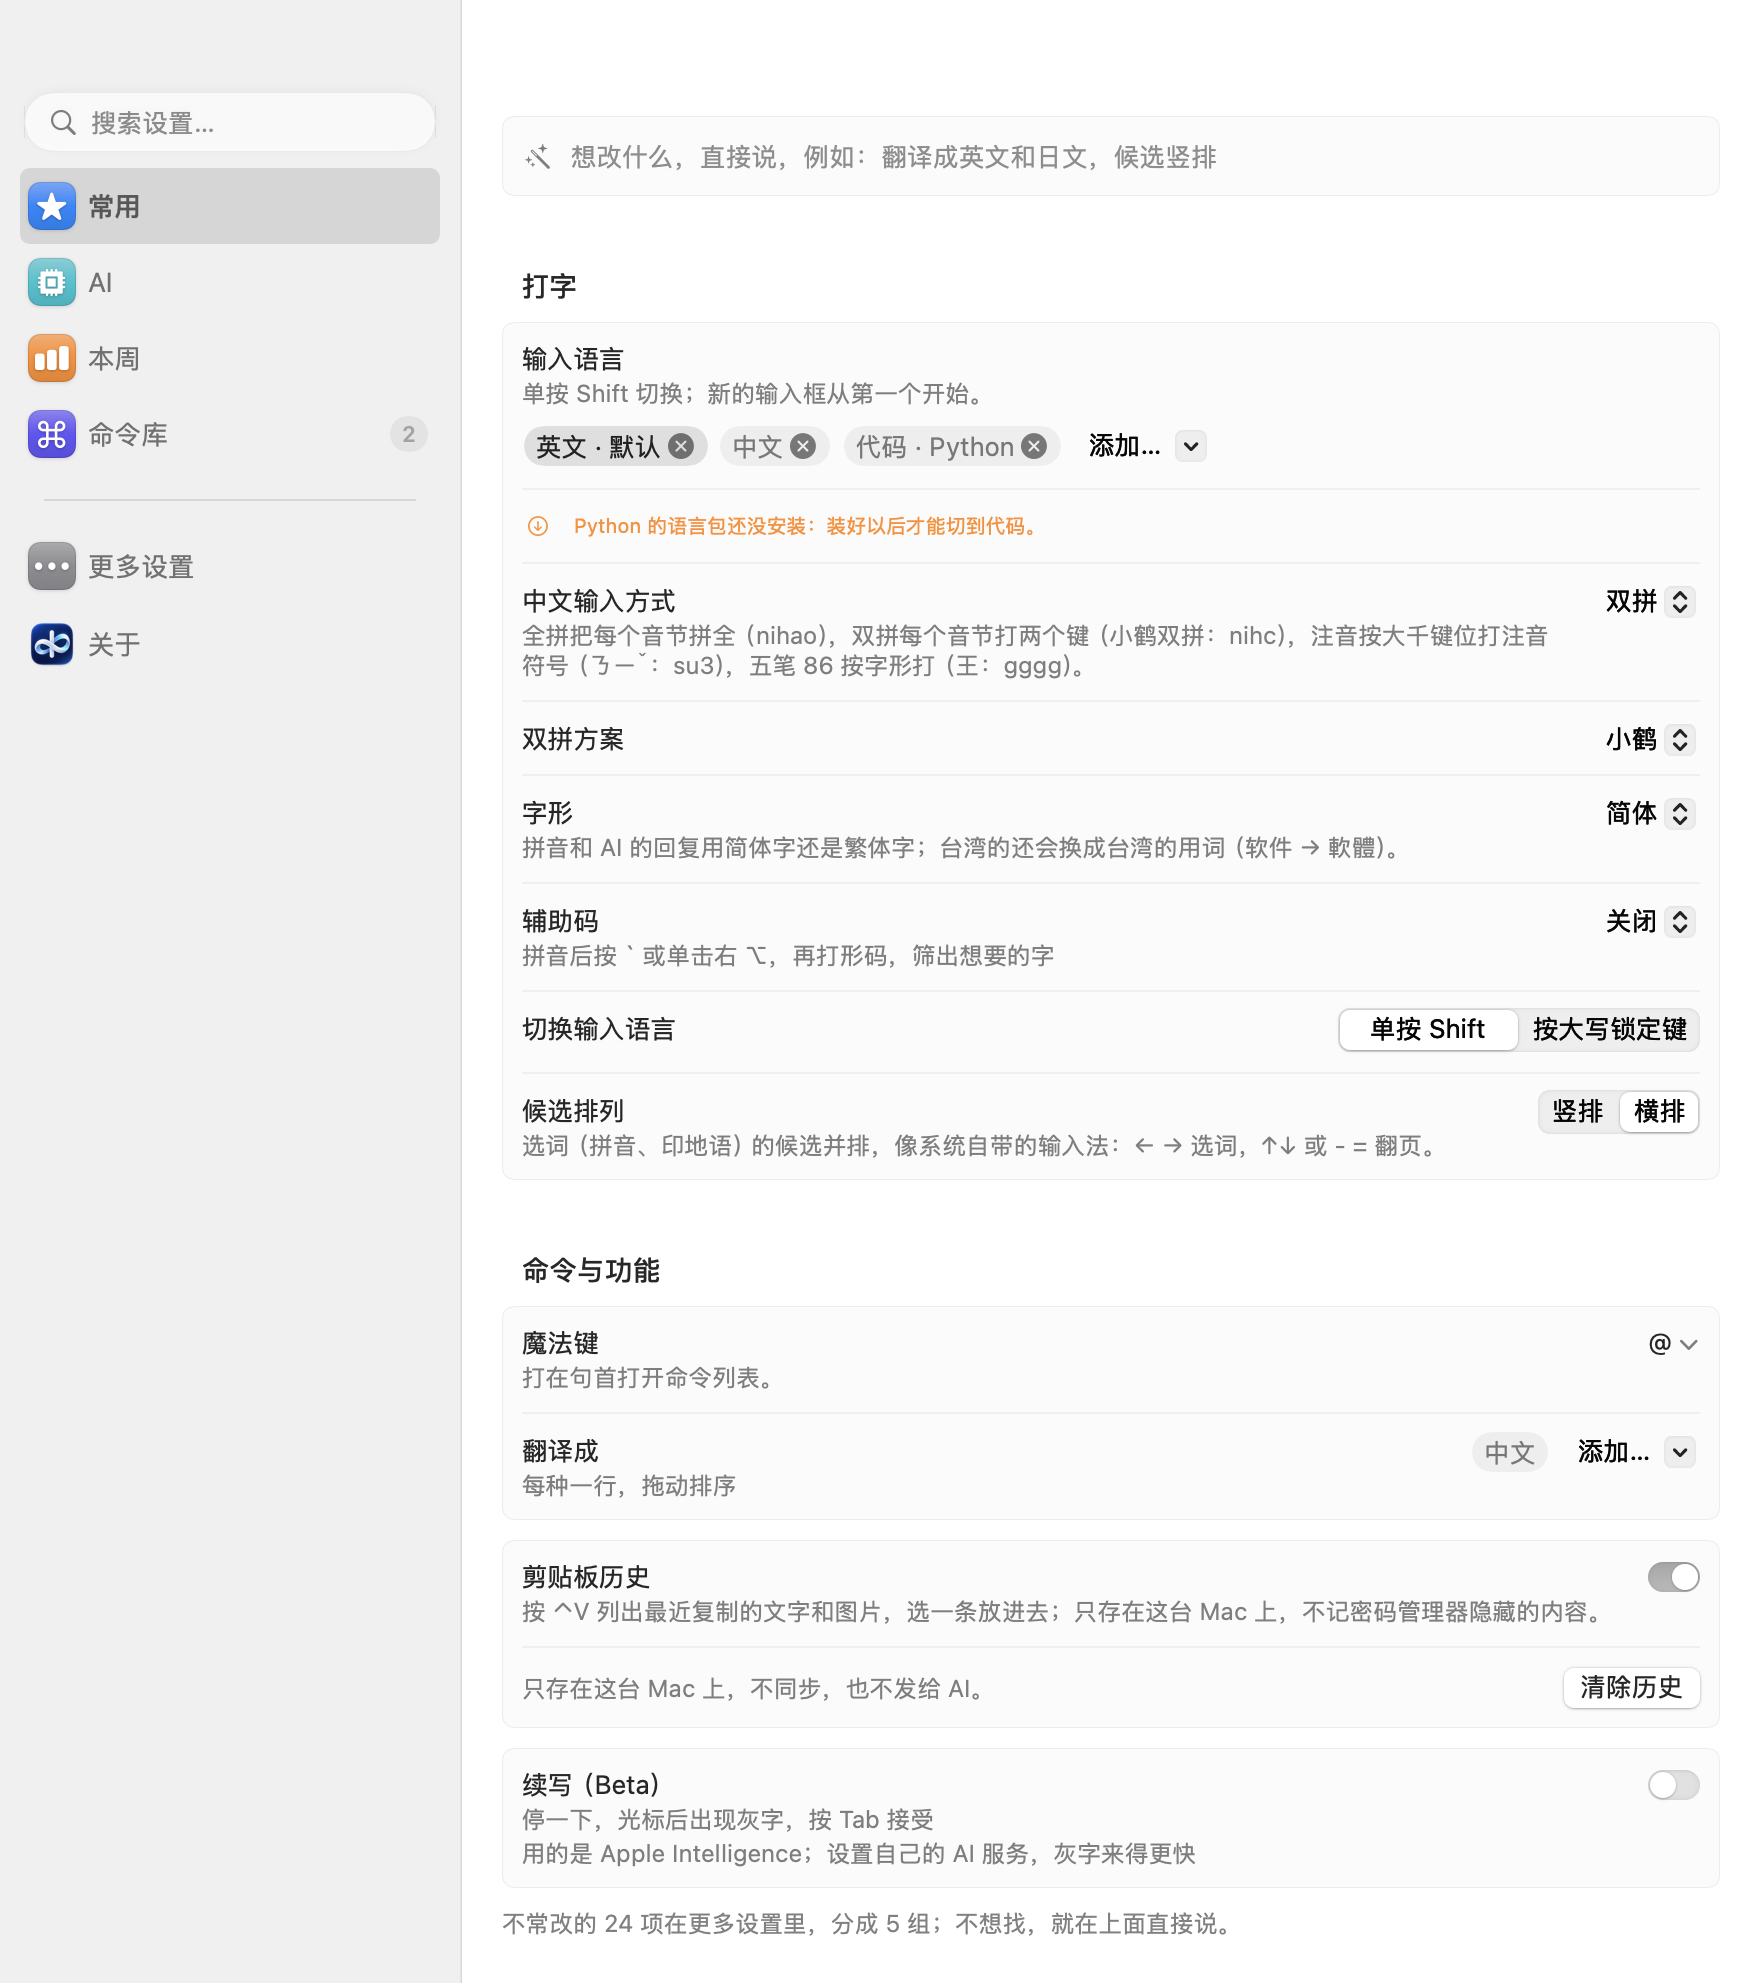 搜索设置...
常用
AI
本周
命令库
2
更多设置
关于
想改什么，直接说，例如：翻译成英文和日文，候选竖排
打字
输入语言
单按 Shift 切换；新的输入框从第一个开始。
英文 · 默认
中文
代码 · Python
添加...
Python 的语言包还没安装：装好以后才能切到代码。
中文输入方式
双拼
全拼把每个音节拼全（nihao），双拼每个音节打两个键（小鹤双拼：nihc），注音按大千键位打注音
符号（ㄋㄧˇ：su3），五笔 86 按字形打（王：gggg）。
双拼方案
小鹤
字形
简体
拼音和 AI 的回复用简体字还是繁体字；台湾的还会换成台湾的用词（软件 → 軟體）。
辅助码
关闭
拼音后按 ` 或单击右 ⌥，再打形码，筛出想要的字
切换输入语言
单按 Shift
按大写锁定键
候选排列
竖排
横排
选词（拼音、印地语）的候选并排，像系统自带的输入法：← → 选词，↑↓ 或 - = 翻页。
命令与功能
魔法键
@
打在句首打开命令列表。
翻译成
中文
添加...
每种一行，拖动排序
剪贴板历史
按 ^V 列出最近复制的文字和图片，选一条放进去；只存在这台 Mac 上，不记密码管理器隐藏的内容。
只存在这台 Mac 上，不同步，也不发给 AI。
清除历史
续写（Beta）
停一下，光标后出现灰字，按 Tab 接受
用的是 Apple Intelligence；设置自己的 AI 服务，灰字来得更快
不常改的 24 项在更多设置里，分成 5 组；不想找，就在上面直接说。